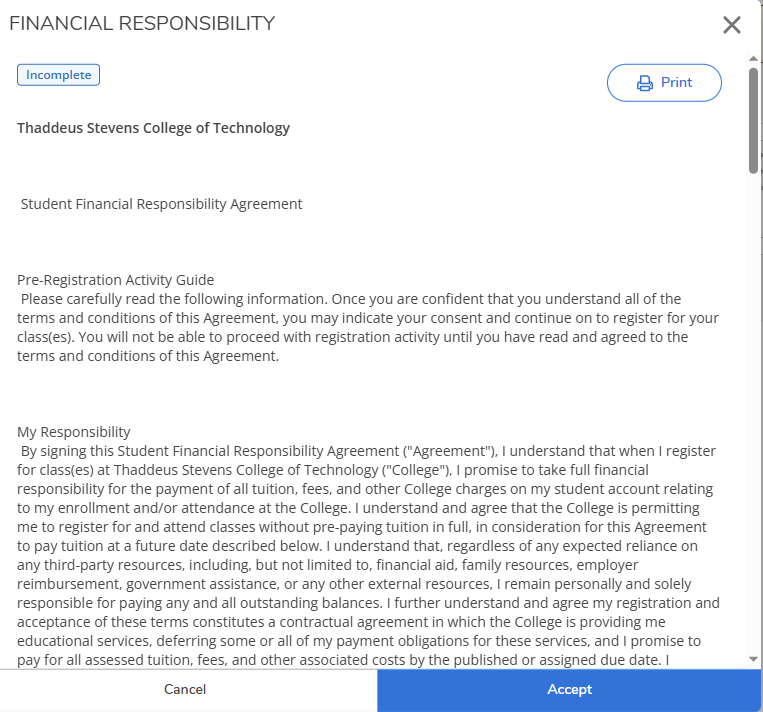 FINANCIAL RESPONSIBILITY
Incomplete
Print
Thaddeus Stevens College of Technology
Student Financial Responsibility Agreement
Pre-Registration Activity Guide
Please carefully read the following information. Once you are confident that you understand all of the
terms and conditions of this Agreement, you may indicate your consent and continue on to register for your
class(es). You will not be able to proceed with registration activity until you have read and agreed to the
terms and conditions of this Agreement.
My Responsibility
By signing this Student Financial Responsibility Agreement ("Agreement"), I understand that when I register
for class(es) at Thaddeus Stevens College of Technology ("College"), I promise to take full financial
responsibility for the payment of all tuition, fees, and other College charges on my student account relating
to my enrollment and/or attendance at the College. I understand and agree that the College is permitting
me to register for and attend classes without pre-paying tuition in full, in consideration for this Agreement
to pay tuition at a future date described below. I understand that, regardless of any expected reliance on
any third-party resources, including, but not limited to, financial aid, family resources, employer
reimbursement, government assistance, or any other external resources, I remain personally and solely
responsible for paying any and all outstanding balances. I further understand and agree my registration and
acceptance of these terms constitutes a contractual agreement in which the College is providing me
educational services, deferring some or all of my payment obligations for these services, and I promise to
pay for all assessed tuition, fees, and other associated costs by the published or assigned due date. I
Cancel
Accept